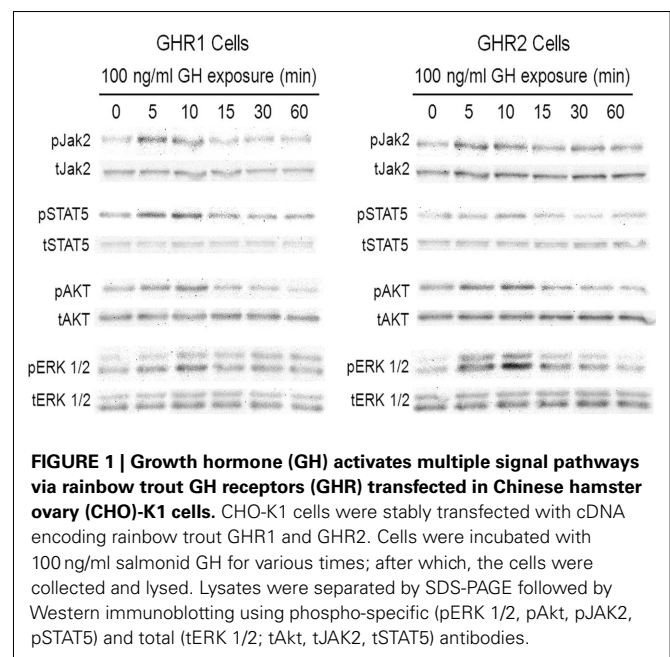 GHR1 Cells
100 ng/ml GH exposure (min)
0 5 10 15 30 60
pJak2
tJak2
pSTAT5
tSTAT5
pAKT
tAKT
pERK 1/2
tERK 1/2
GHR2 Cells
100 ng/ml GH exposure (min)
0 5 10 15 30 60
pJak2
tJak2
pSTAT5
tSTAT5
pAKT
tAKT
pERK 1/2
tERK 1/2
FIGURE 1 | Growth hormone (GH) activates multiple signal pathways
via rainbow trout GH receptors (GHR) transfected in Chinese hamster
ovary (CHO)-K1 cells. CHO-K1 cells were stably transfected with cDNA
encoding rainbow trout GHR1 and GHR2. Cells were incubated with
100 ng/ml salmonid GH for various times; after which, the cells were
collected and lysed. Lysates were separated by SDS-PAGE followed by
Western immunoblotting using phospho-specific (pERK 1/2, pAkt, pJAK2,
pSTAT5) and total (tERK 1/2; tAkt, tJAK2, tSTAT5) antibodies.